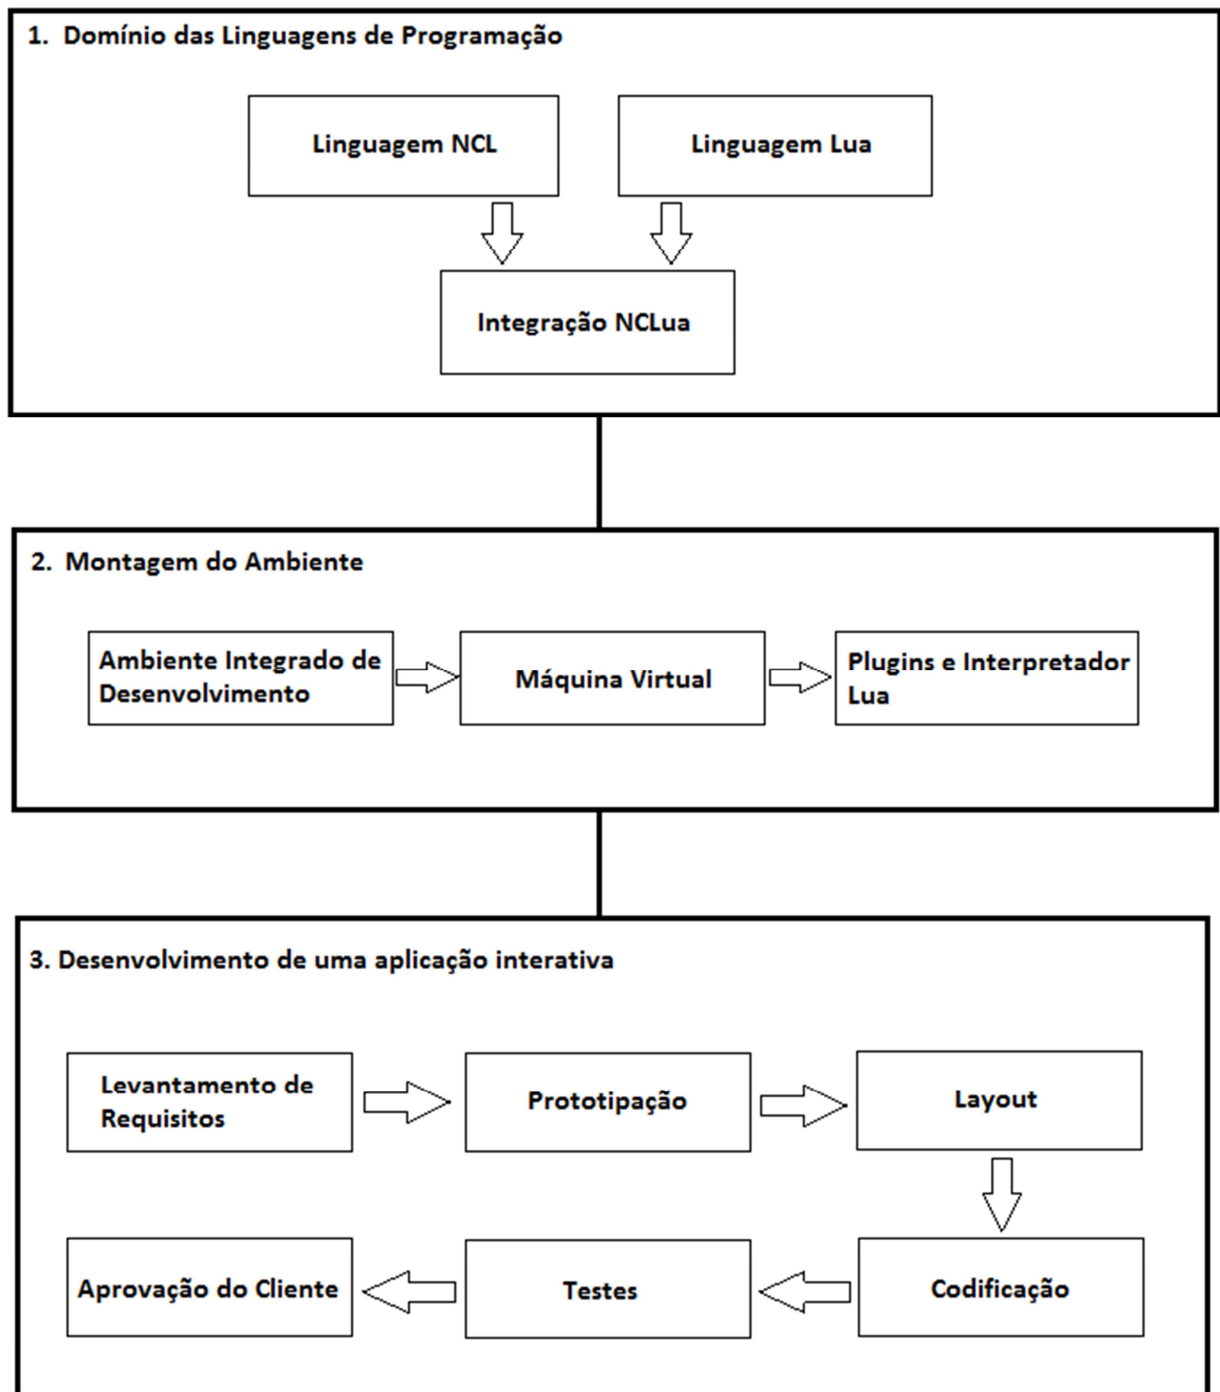 1. Domínio das Linguagens de Programação
Linguagem NCL
Linguagem Lua
Integração NCLua
2. Montagem do Ambiente
Ambiente Integrado de
Desenvolvimento
Máquina Virtual
Plugins e Interpretador
Lua
3. Desenvolvimento de uma aplicação interativa
Levantamento de
Requisitos
Prototipação
Layout
Codificação
Testes
Aprovação do Cliente